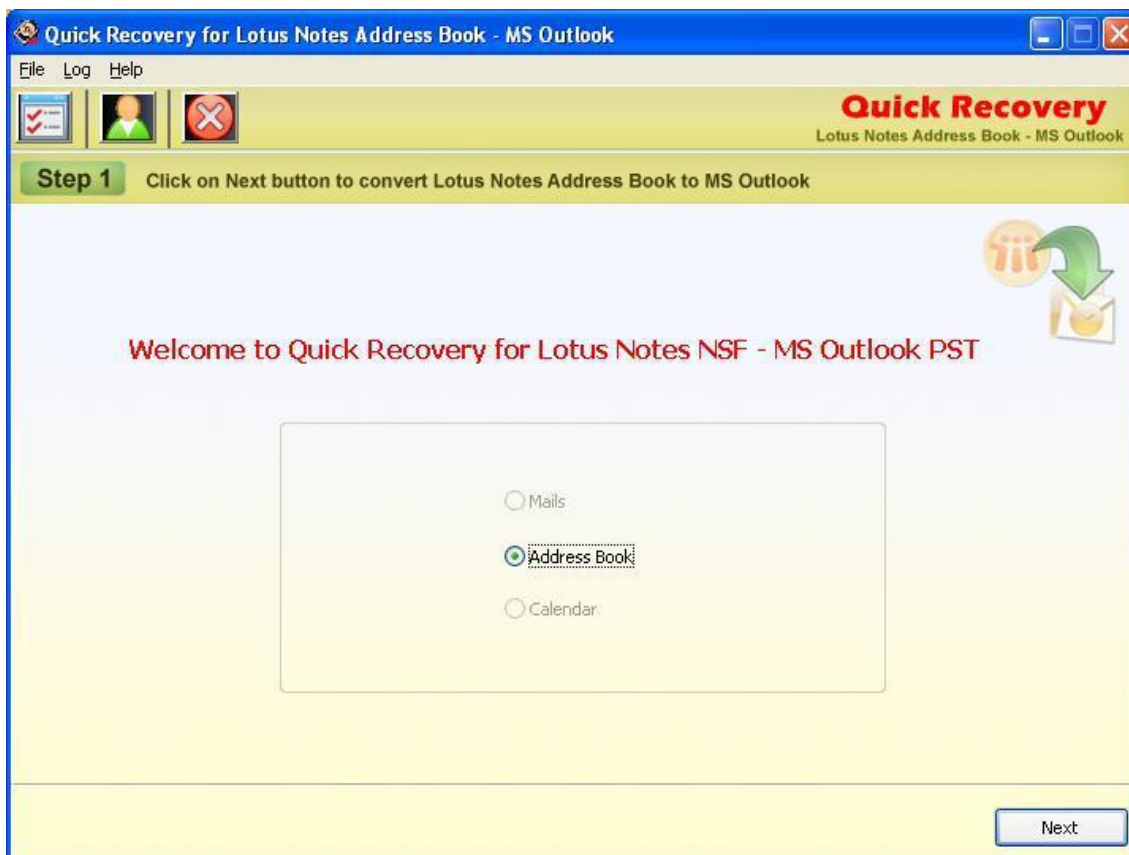 Quick Recovery for Lotus Notes Address Book - MS Outlook
File Log Help
Quick Recovery
Lotus Notes Address Book - MS Outlook
Step 1 Click on Next button to convert Lotus Notes Address Book to MS Outlook
Welcome to Quick Recovery for Lotus Notes NSF - MS Outlook PST
Mails
Address Book
Calendar
Next